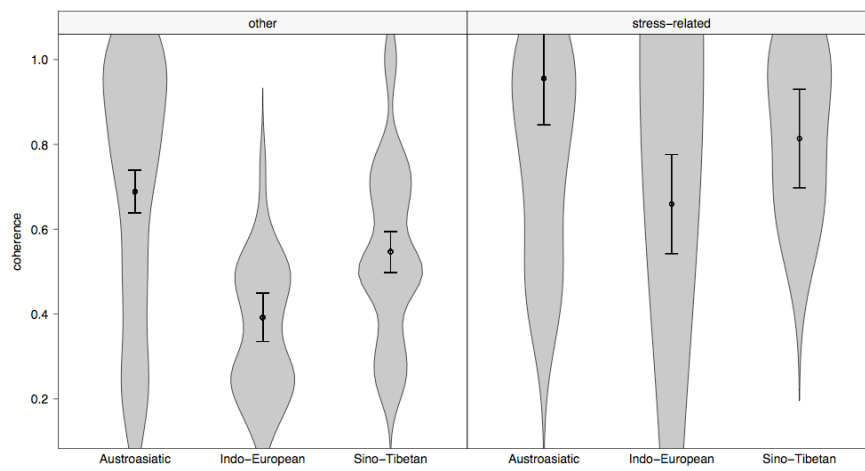 other
stress−related
1.0
0.8
0.6
0.4
0.2
coherence
Austroasiatic
Indo−European
Sino−Tibetan
Austroasiatic
Indo−European
Sino−Tibetan